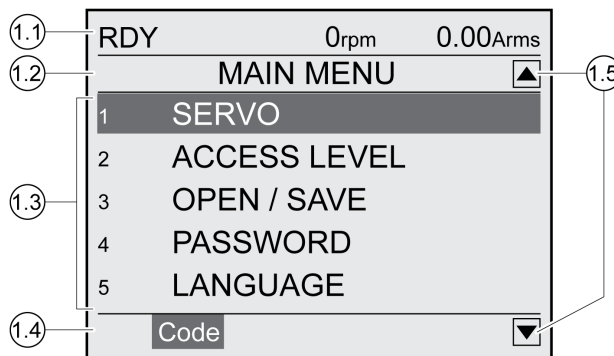 1.1 RDY 0rpm 0.00Arms
1.2 MAIN MENU 1.5
1 SERVO
2 ACCESS LEVEL
1.3 3 OPEN / SAVE
4 PASSWORD
5 LANGUAGE
1.4 Code